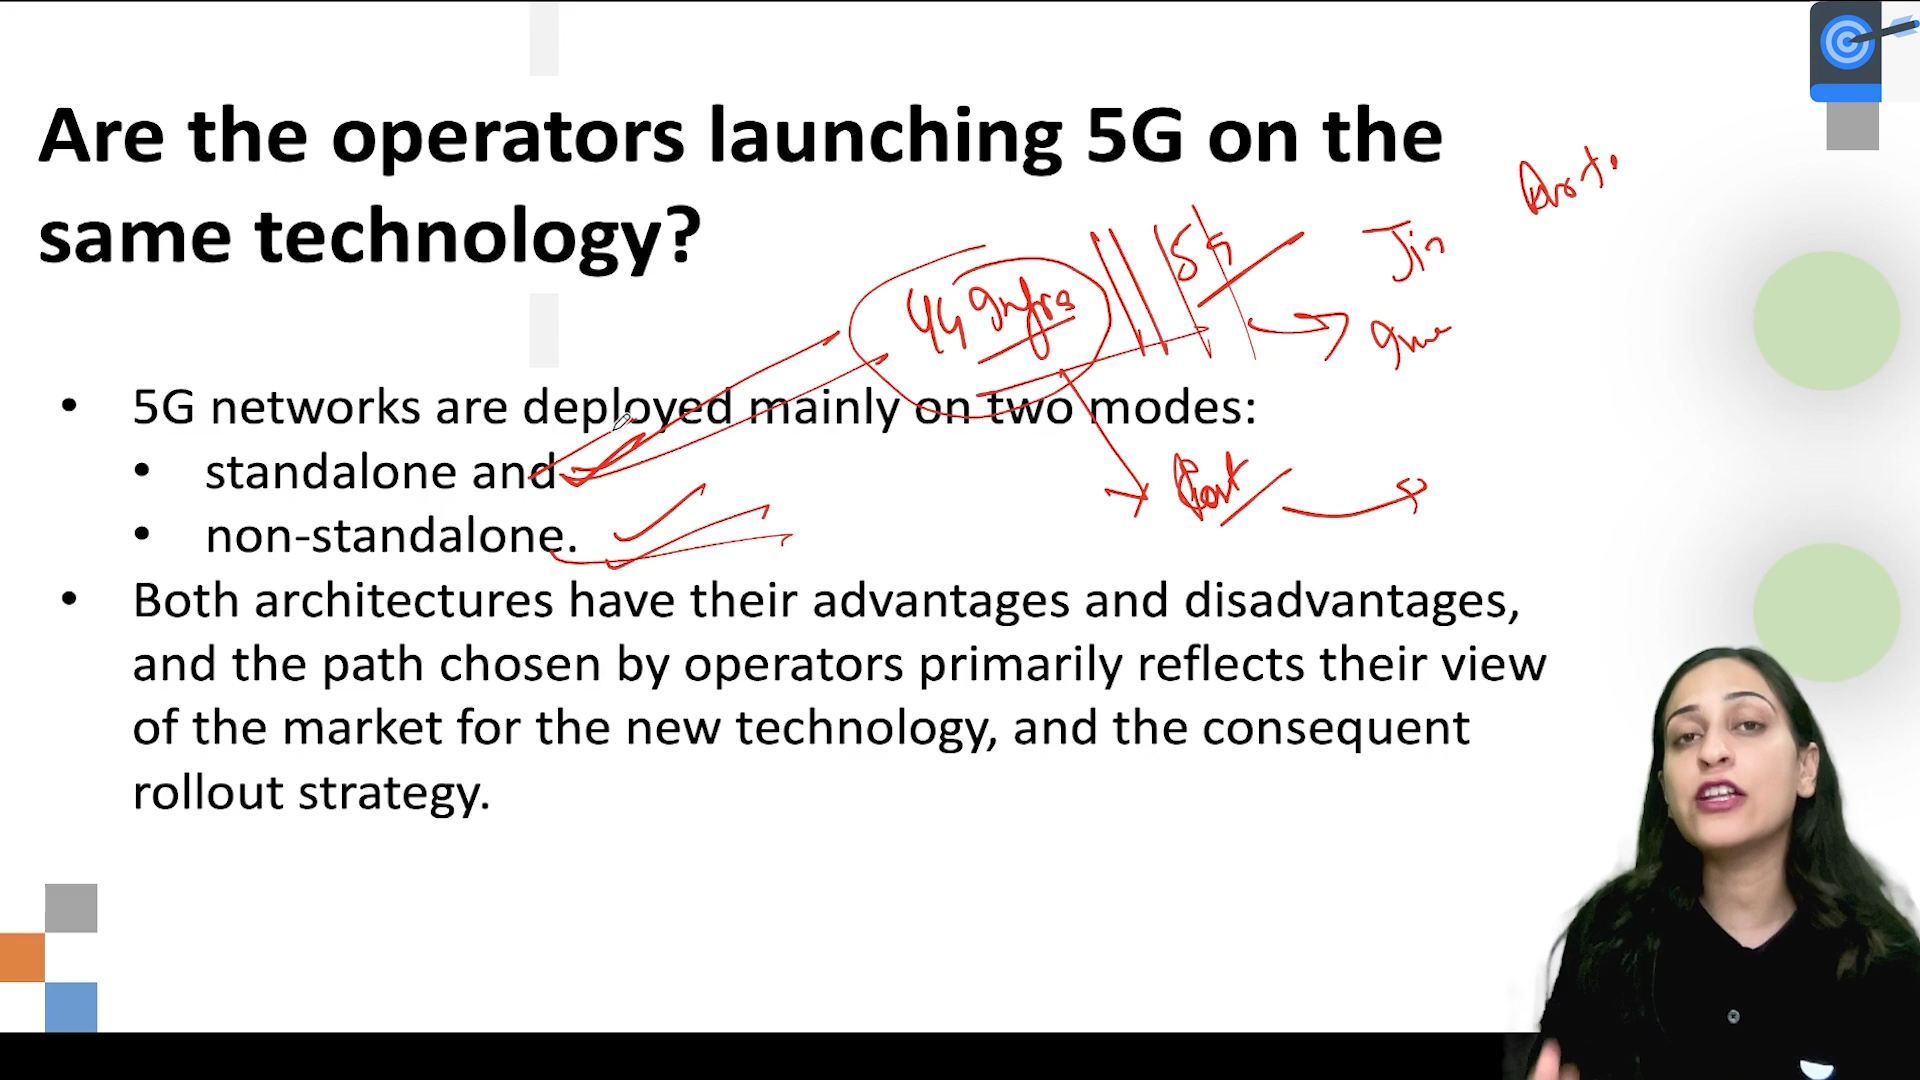 Are the operators launching 5G on the
same technology?
Jio
5G
4G Infra
• 5G networks are deployed mainly on two modes:
• standalone and
• non-standalone.
• Both architectures have their advantages and disadvantages,
and the path chosen by operators primarily reflects their view
of the market for the new technology, and the consequent
rollout strategy.